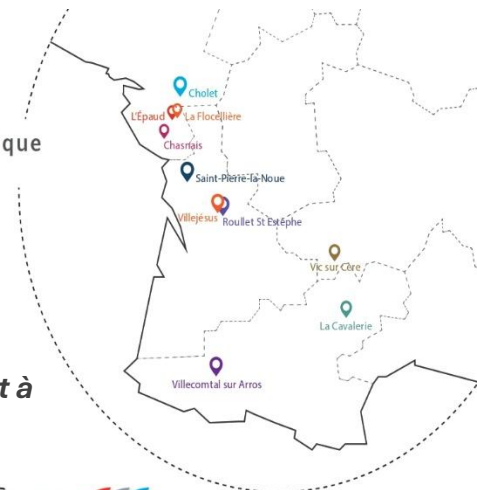 Cholet
L'Épaud
La Flocellière
que
Chasnais
Saint-Pierre-la-Noue
Villejésus
Roullet St Estèphe
Vic sur Cère
La Cavalerie
Villecomtal sur Arros
t à